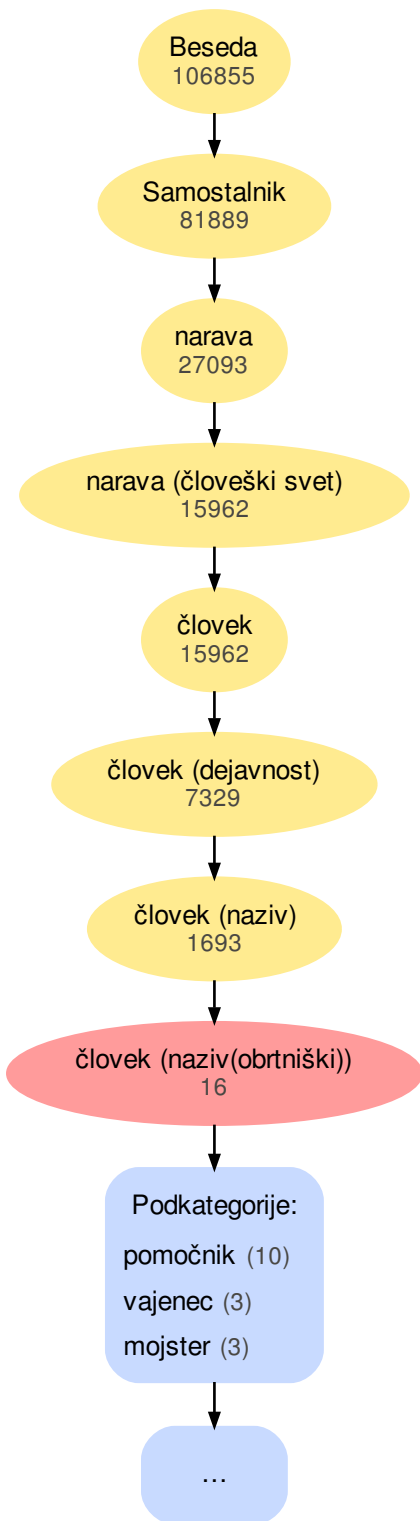 Beseda
106855
Samostalnik
81889
narava
27093
narava (človeški svet)
15962
človek
15962
človek (dejavnost)
7329
človek (naziv)
1693
človek (naziv(obrtniški))
16
Podkategorije:
pomočnik (10)
vajenec (3)
mojster (3)
...